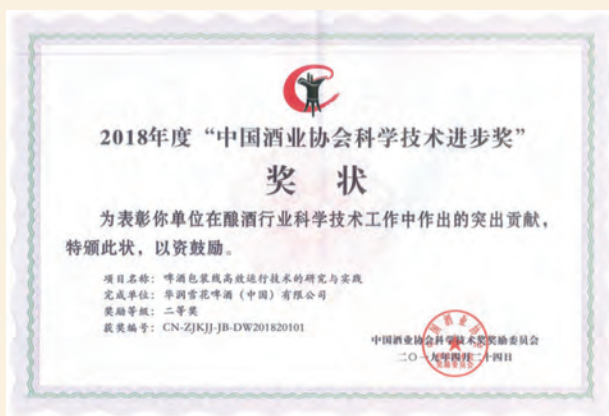 2018年度“中国酒业协会科学技术进步奖”
奖 状
为表彰你单位在酿酒行业科学技术工作中作出的突出贡献，
特颁此状，以资鼓励。
项目名称：啤酒包装线高效运行技术的研究与实践
完成单位：华润雪花啤酒（中国）有限公司
奖励等级：二等奖
获奖编号：CN-ZJKJJ-JB-DW201820101
中国酒业协会科学技术奖奖励委员会
二〇一九年四月二十四日